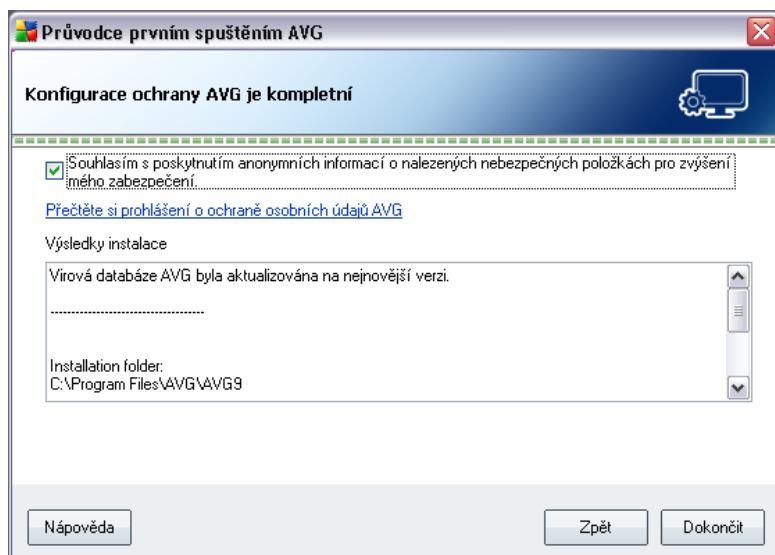 Průvodce prvním spuštěním AVG
Konfigurace ochrany AVG je kompletní
Souhlasím s poskytnutím anonymních informací o nalezených nebezpečných položkách pro zvýšení
mého zabezpečení.
Přečtěte si prohlášení o ochraně osobních údajů AVG
Výsledky instalace
Virová databáze AVG byla aktualizována na nejnovější verzi.
------------------------------------
Installation folder:
C:\Program Files\AVG\AVG9
Nápověda
Zpět
Dokončit